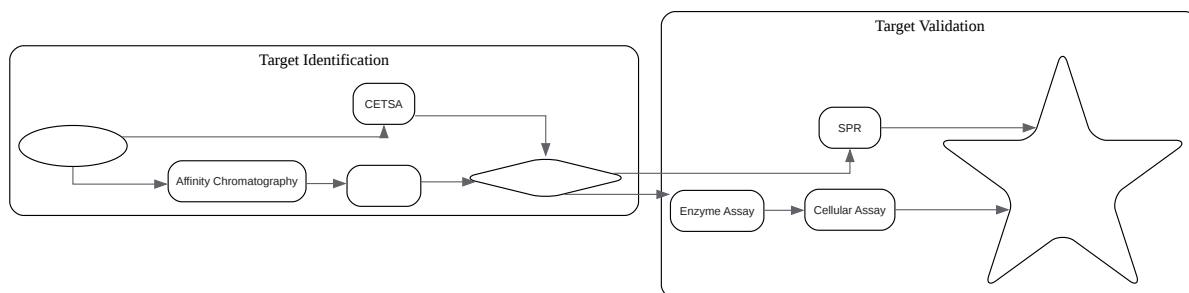 Target Identification
CETSA
Affinity Chromatography
Target Validation
SPR
Enzyme Assay
Cellular Assay